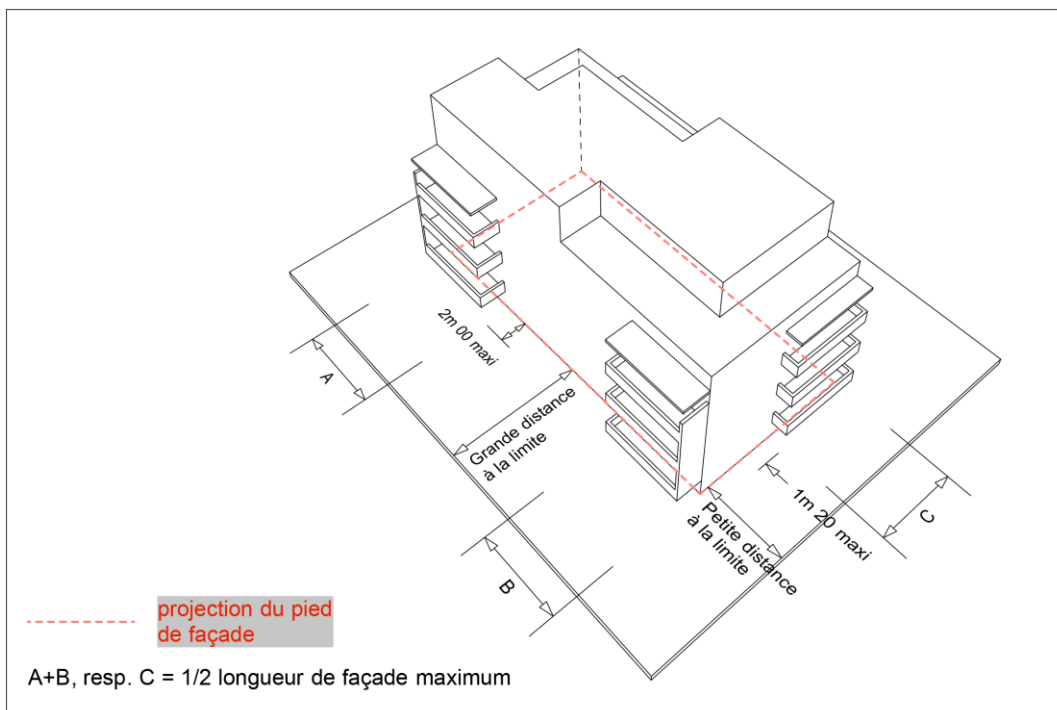 2m 00 maxi
A
Grande distance
à la limite
B
Petite distance
à la limite
1m 20 maxi
C
projection du pied
de façade
A+B, resp. C = 1/2 longueur de façade maximum